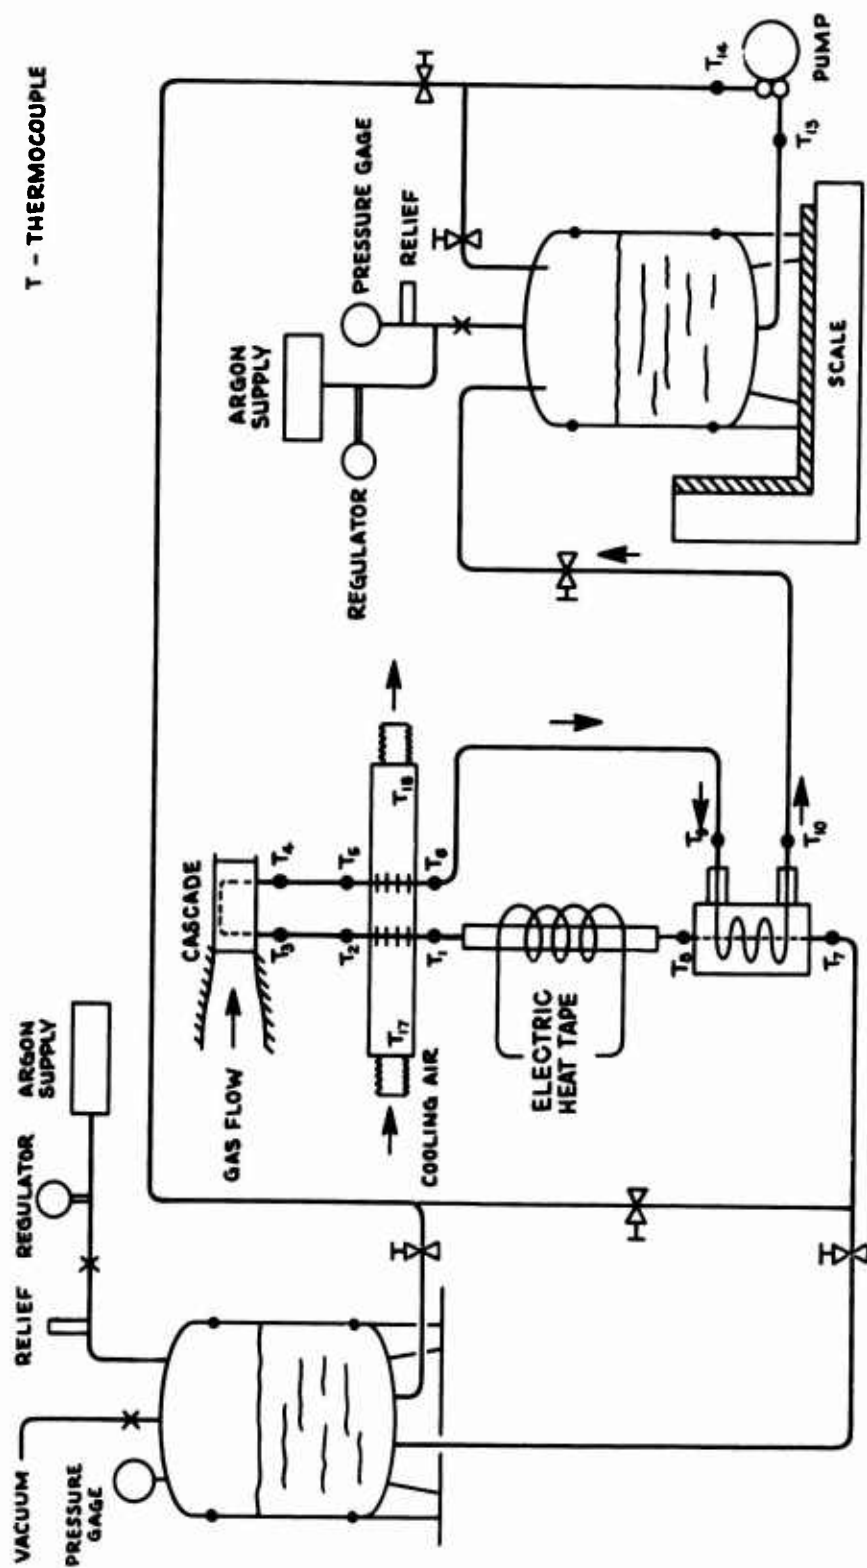 VACUUM
PRESSURE
GAGE
RELIEF
REGULATOR
ARGON
SUPPLY
T - THERMOCOUPLE
GAS FLOW
CASCADE
T₃
T₄
T₂
T₅
COOLING AIR
T₁₇
T₁₈
T₁
T₆
ELECTRIC
HEAT TAPE
T₈
T₉
T₇
T₁₀
ARGON
SUPPLY
REGULATOR
PRESSURE GAGE
RELIEF
SCALE
T₁₄
T₁₃
PUMP